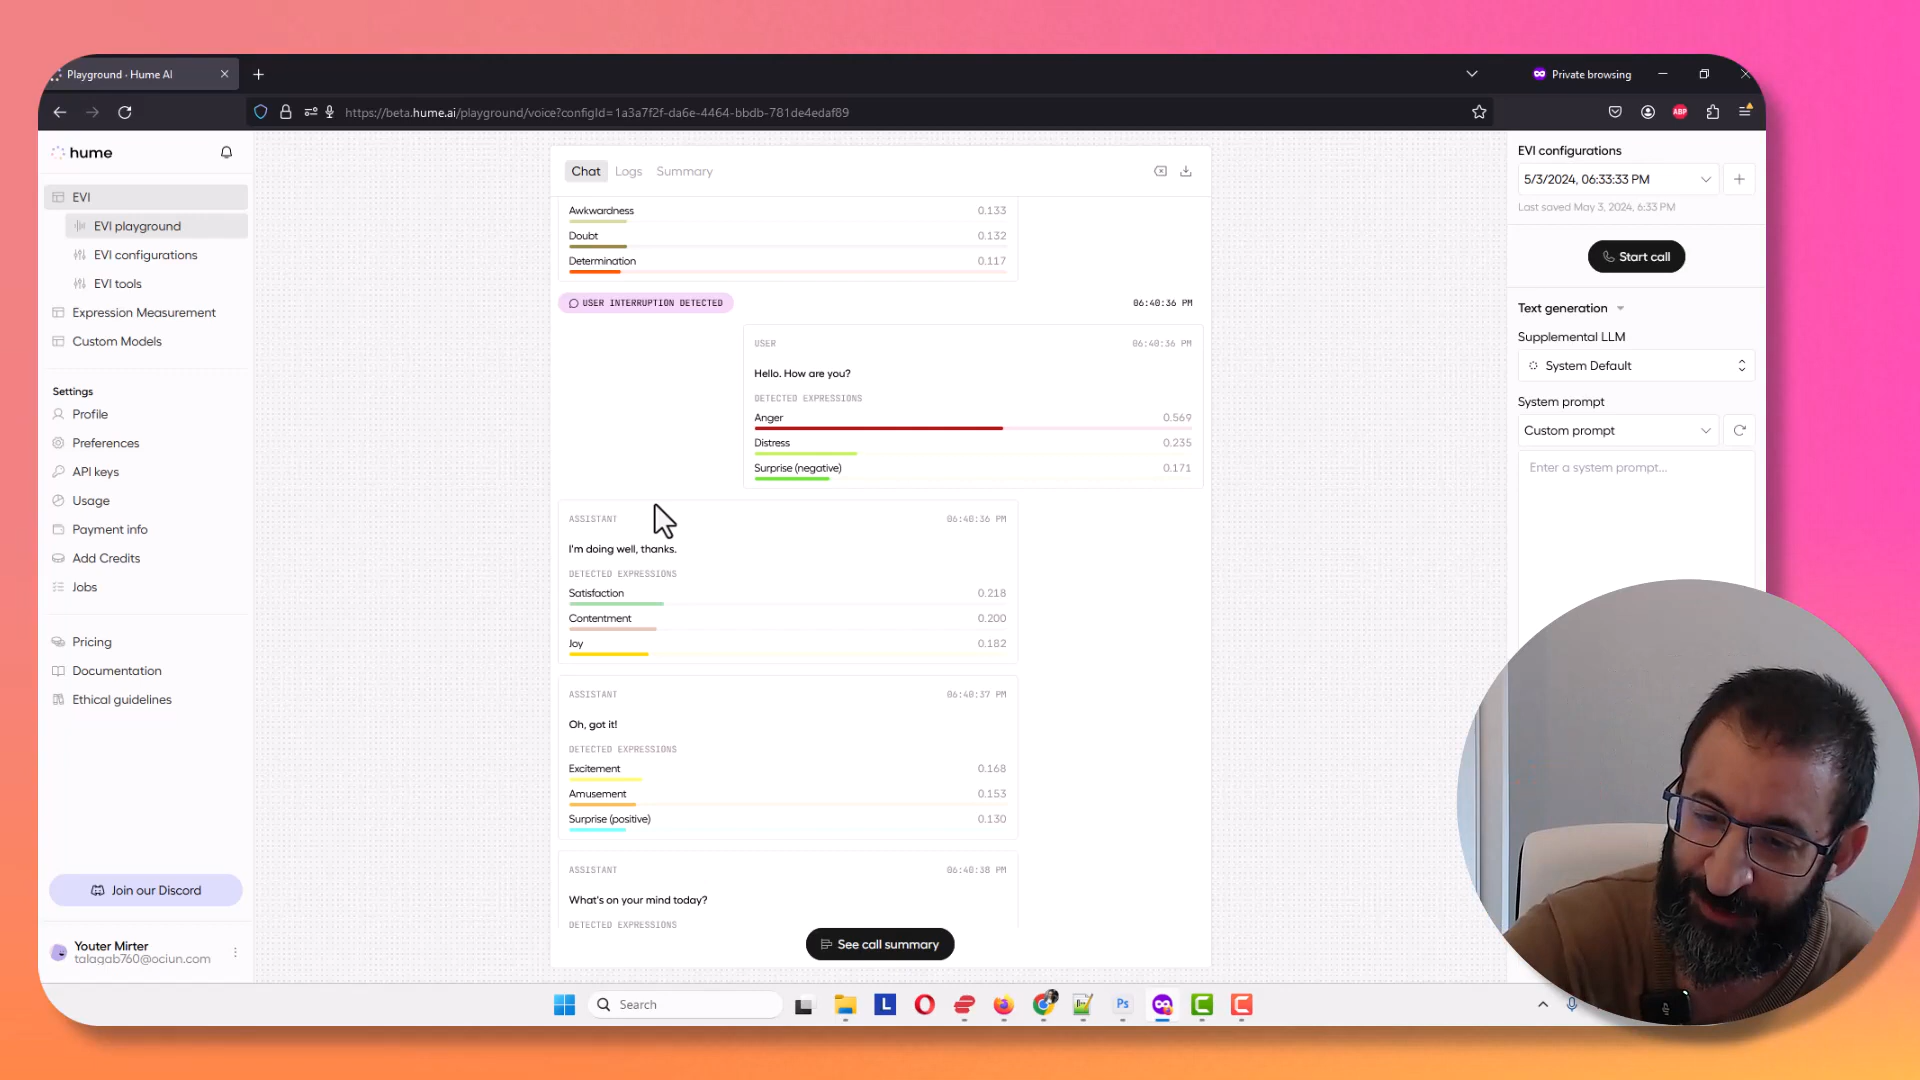 Playground - Hume AI
Private browsing
https://beta.hume.ai/playground/voice?configId=1a3a7f2f-da6e-4464-bbdb-781de4edaf89
ABP
hume
EVI
EVI playground
EVI configurations
EVI tools
Expression Measurement
Custom Models
Settings
Profile
Preferences
API keys
Usage
Payment info
Add Credits
Jobs
Pricing
Documentation
Ethical guidelines
Join our Discord
Youter Mirter
talagab760@ociun.com
Chat Logs Summary
Awkwardness 0.133
Doubt 0.132
Determination 0.117
USER INTERRUPTION DETECTED 06:40:36 PM
USER 06:40:36 PM
Hello. How are you?
DETECTED EXPRESSIONS
Anger 0.569
Distress 0.235
Surprise (negative) 0.171
ASSISTANT 06:40:36 PM
I'm doing well, thanks.
DETECTED EXPRESSIONS
Satisfaction 0.218
Contentment 0.200
Joy 0.182
ASSISTANT 06:40:37 PM
Oh, got it!
DETECTED EXPRESSIONS
Excitement 0.168
Amusement 0.153
Surprise (positive) 0.130
ASSISTANT 06:40:38 PM
What's on your mind today?
DETECTED EXPRESSIONS
See call summary
EVI configurations
5/3/2024, 06:33:33 PM
Last saved May 3, 2024, 6:33 PM
Start call
Text generation
Supplemental LLM
System Default
System prompt
Custom prompt
Enter a system prompt...
Search
L
Ps